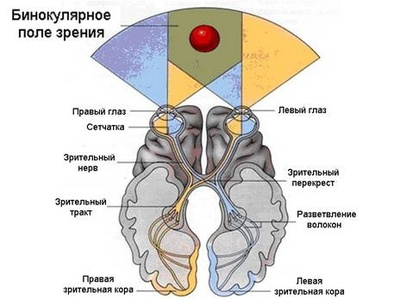 Бинокулярное
поле зрения
Правый глаз
Левый глаз
Сетчатка
Зрительный
нерв
Зрительный
перекрест
Зрительный
тракт
Разветвление
волокон
Правая
зрительная кора
Левая
зрительная кора